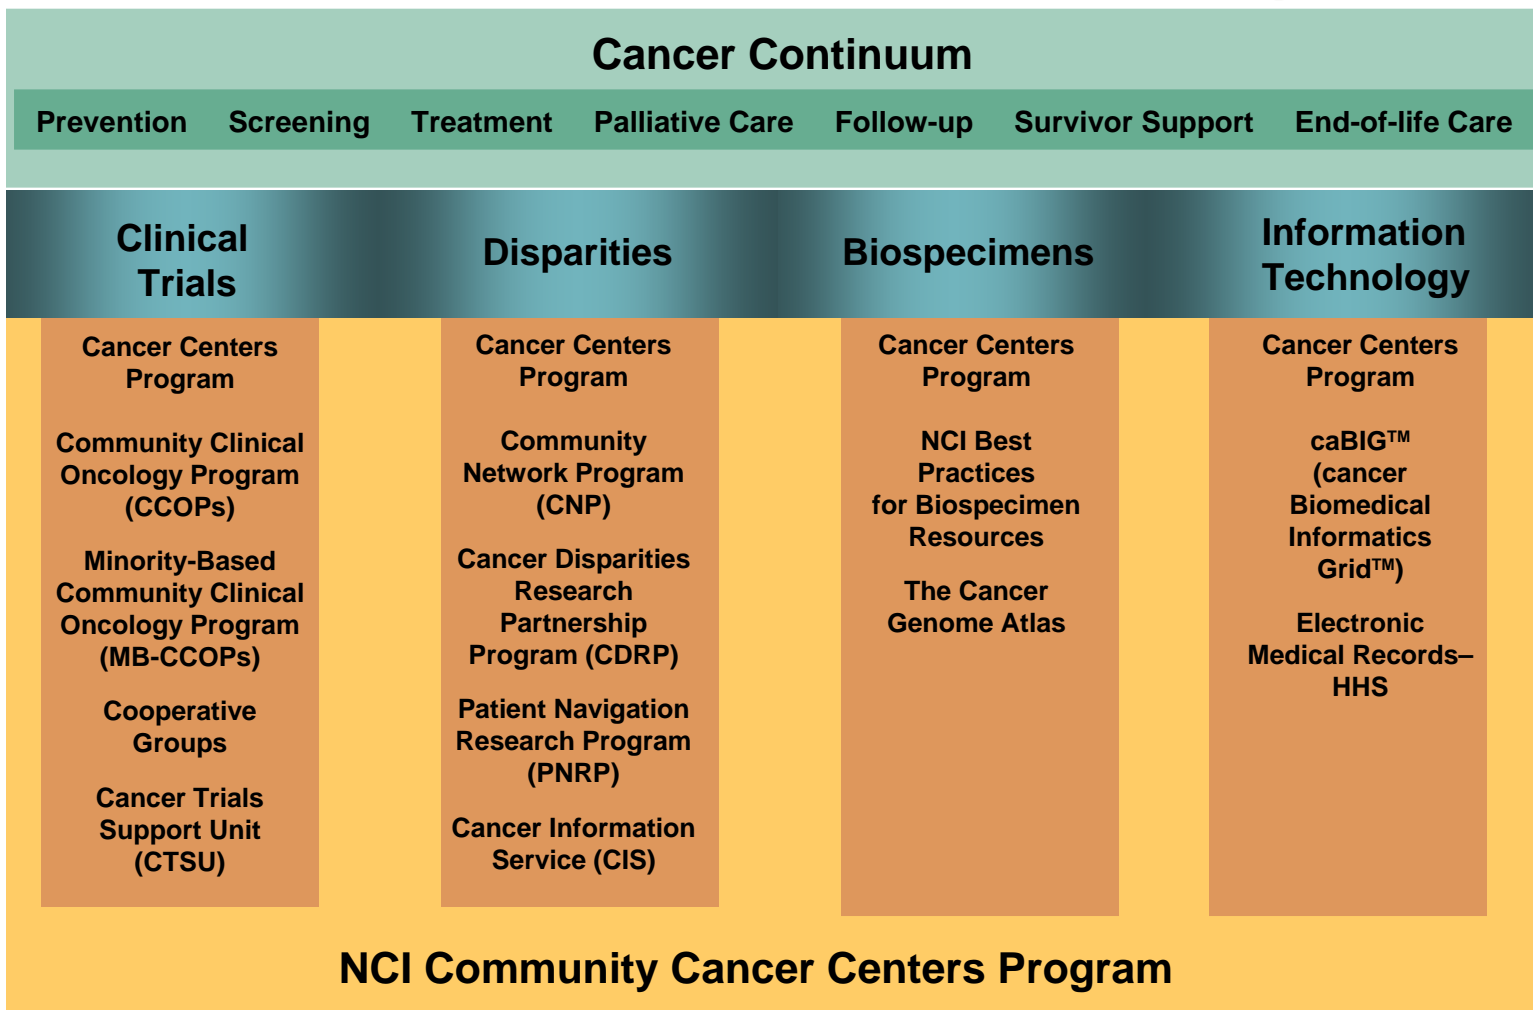 Cancer Continuum
Prevention Screening Treatment Palliative Care Follow-up Survivor Support End-of-life Care
Clinical
Trials
Cancer Centers
Program
Community Clinical
Oncology Program
(CCOPs)
Minority-Based
Community Clinical
Oncology Program
(MB-CCOPs)
Cooperative
Groups
Cancer Trials
Support Unit
(CTSU)
Disparities
Cancer Centers
Program
Community
Network Program
(CNP)
Cancer Disparities
Research
Partnership
Program (CDRP)
Patient Navigation
Research Program
(PNRP)
Cancer Information
Service (CIS)
Biospecimens
Cancer Centers
Program
NCI Best
Practices
for Biospecimen
Resources
The Cancer
Genome Atlas
Information
Technology
Cancer Centers
Program
caBIG™
(cancer
Biomedical
Informatics
Grid™)
Electronic
Medical Records–
HHS
NCI Community Cancer Centers Program